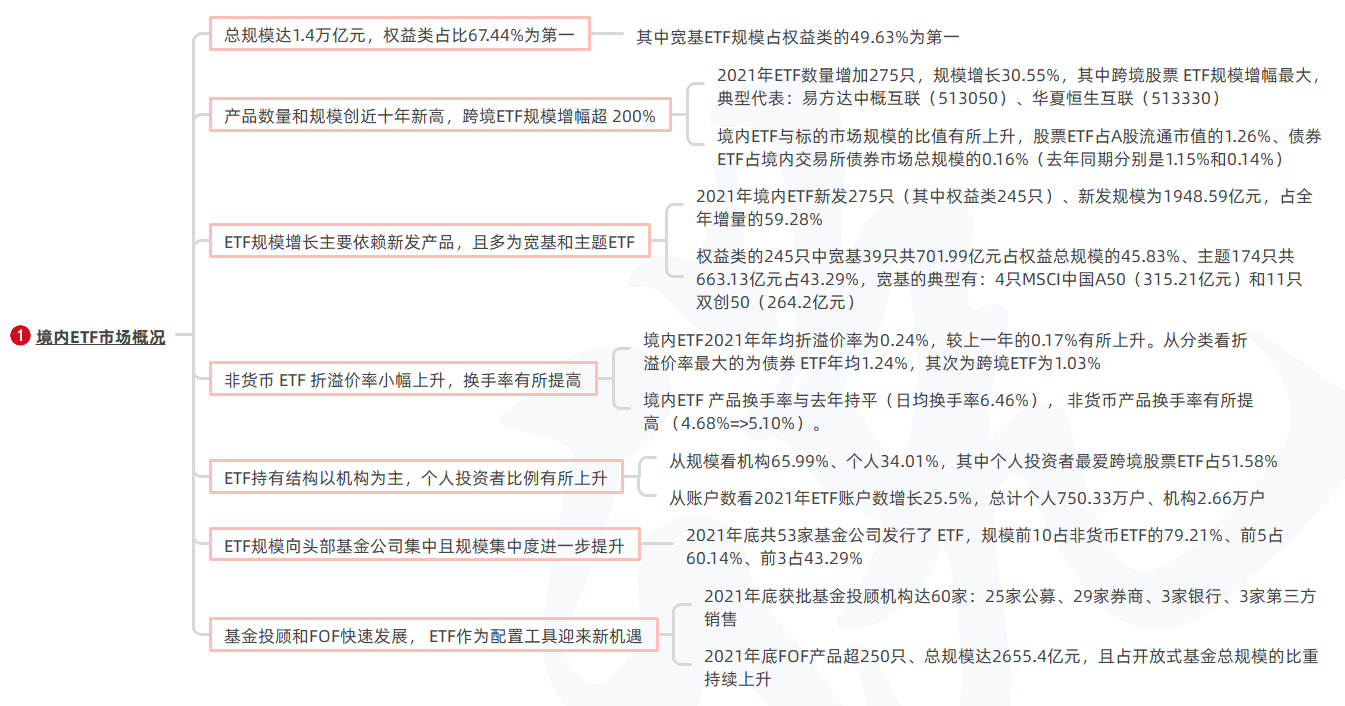 总规模达1.4万亿元，权益类占比67.44%为第一
其中宽基ETF规模占权益类的49.63%为第一
产品数量和规模创近十年新高，跨境ETF规模增幅超 200%
2021年ETF数量增加275只，规模增长30.55%，其中跨境股票 ETF规模增幅最大，
典型代表：易方达中概互联（513050）、华夏恒生互联（513330）
境内ETF与标的市场规模的比值有所上升，股票ETF占A股流通市值的1.26%、债券
ETF占境内交易所债券市场总规模的0.16%（去年同期分别是1.15%和0.14%）
ETF规模增长主要依赖新发产品，且多为宽基和主题ETF
2021年境内ETF新发275只（其中权益类245只）、新发规模为1948.59亿元，占全
年增量的59.28%
权益类的245只中宽基39只共701.99亿元占权益总规模的45.83%、主题174只共
663.13亿元占43.29%，宽基的典型有：4只MSCI中国A50（315.21亿元）和11只
双创50（264.2亿元）
1 境内ETF市场概况
非货币 ETF 折溢价率小幅上升，换手率有所提高
境内ETF2021年年均折溢价率为0.24%，较上一年的0.17%有所上升。从分类看折
溢价率最大的为债券 ETF年均1.24%，其次为跨境ETF为1.03%
境内ETF 产品换手率与去年持平（日均换手率6.46%）， 非货币产品换手率有所提
高 （4.68%=>5.10%）。
ETF持有结构以机构为主，个人投资者比例有所上升
从规模看机构65.99%、个人34.01%，其中个人投资者最爱跨境股票ETF占51.58%
从账户数看2021年ETF账户数增长25.5%，总计个人750.33万户、机构2.66万户
ETF规模向头部基金公司集中且规模集中度进一步提升
2021年底共53家基金公司发行了 ETF，规模前10占非货币ETF的79.21%、前5占
60.14%、前3占43.29%
基金投顾和FOF快速发展， ETF作为配置工具迎来新机遇
2021年底获批基金投顾机构达60家：25家公募、29家券商、3家银行、3家第三方
销售
2021年底FOF产品超250只、总规模达2655.4亿元，且占开放式基金总规模的比重
持续上升